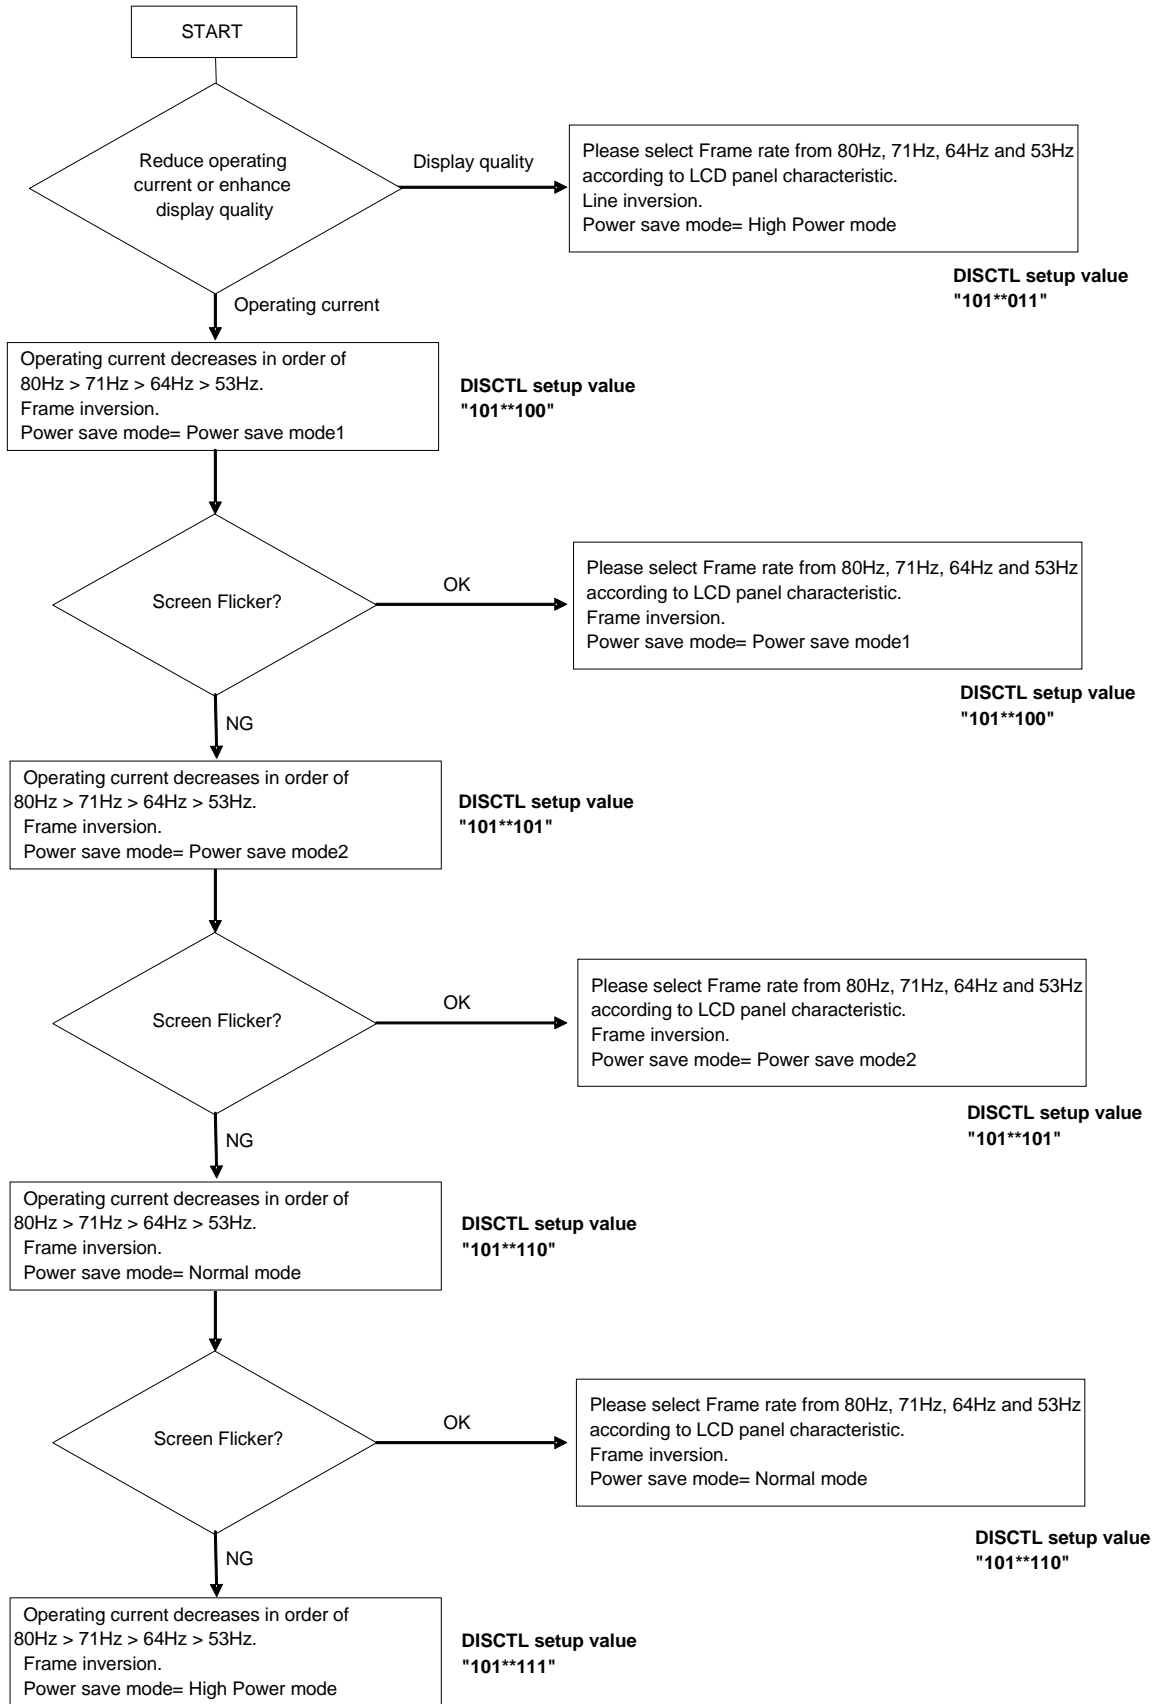 START
Reduce operating
current or enhance
display quality
Display quality
Please select Frame rate from 80Hz, 71Hz, 64Hz and 53Hz
according to LCD panel characteristic.
Line inversion.
Power save mode= High Power mode
DISCTL setup value
"101**011"
Operating current
Operating current decreases in order of
80Hz > 71Hz > 64Hz > 53Hz.
Frame inversion.
Power save mode= Power save mode1
DISCTL setup value
"101**100"
Screen Flicker?
OK
Please select Frame rate from 80Hz, 71Hz, 64Hz and 53Hz
according to LCD panel characteristic.
Frame inversion.
Power save mode= Power save mode1
DISCTL setup value
"101**100"
NG
Operating current decreases in order of
80Hz > 71Hz > 64Hz > 53Hz.
Frame inversion.
Power save mode= Power save mode2
DISCTL setup value
"101**101"
Screen Flicker?
OK
Please select Frame rate from 80Hz, 71Hz, 64Hz and 53Hz
according to LCD panel characteristic.
Frame inversion.
Power save mode= Power save mode2
DISCTL setup value
"101**101"
NG
Operating current decreases in order of
80Hz > 71Hz > 64Hz > 53Hz.
Frame inversion.
Power save mode= Normal mode
DISCTL setup value
"101**110"
Screen Flicker?
OK
Please select Frame rate from 80Hz, 71Hz, 64Hz and 53Hz
according to LCD panel characteristic.
Frame inversion.
Power save mode= Normal mode
DISCTL setup value
"101**110"
NG
Operating current decreases in order of
80Hz > 71Hz > 64Hz > 53Hz.
Frame inversion.
Power save mode= High Power mode
DISCTL setup value
"101**111"